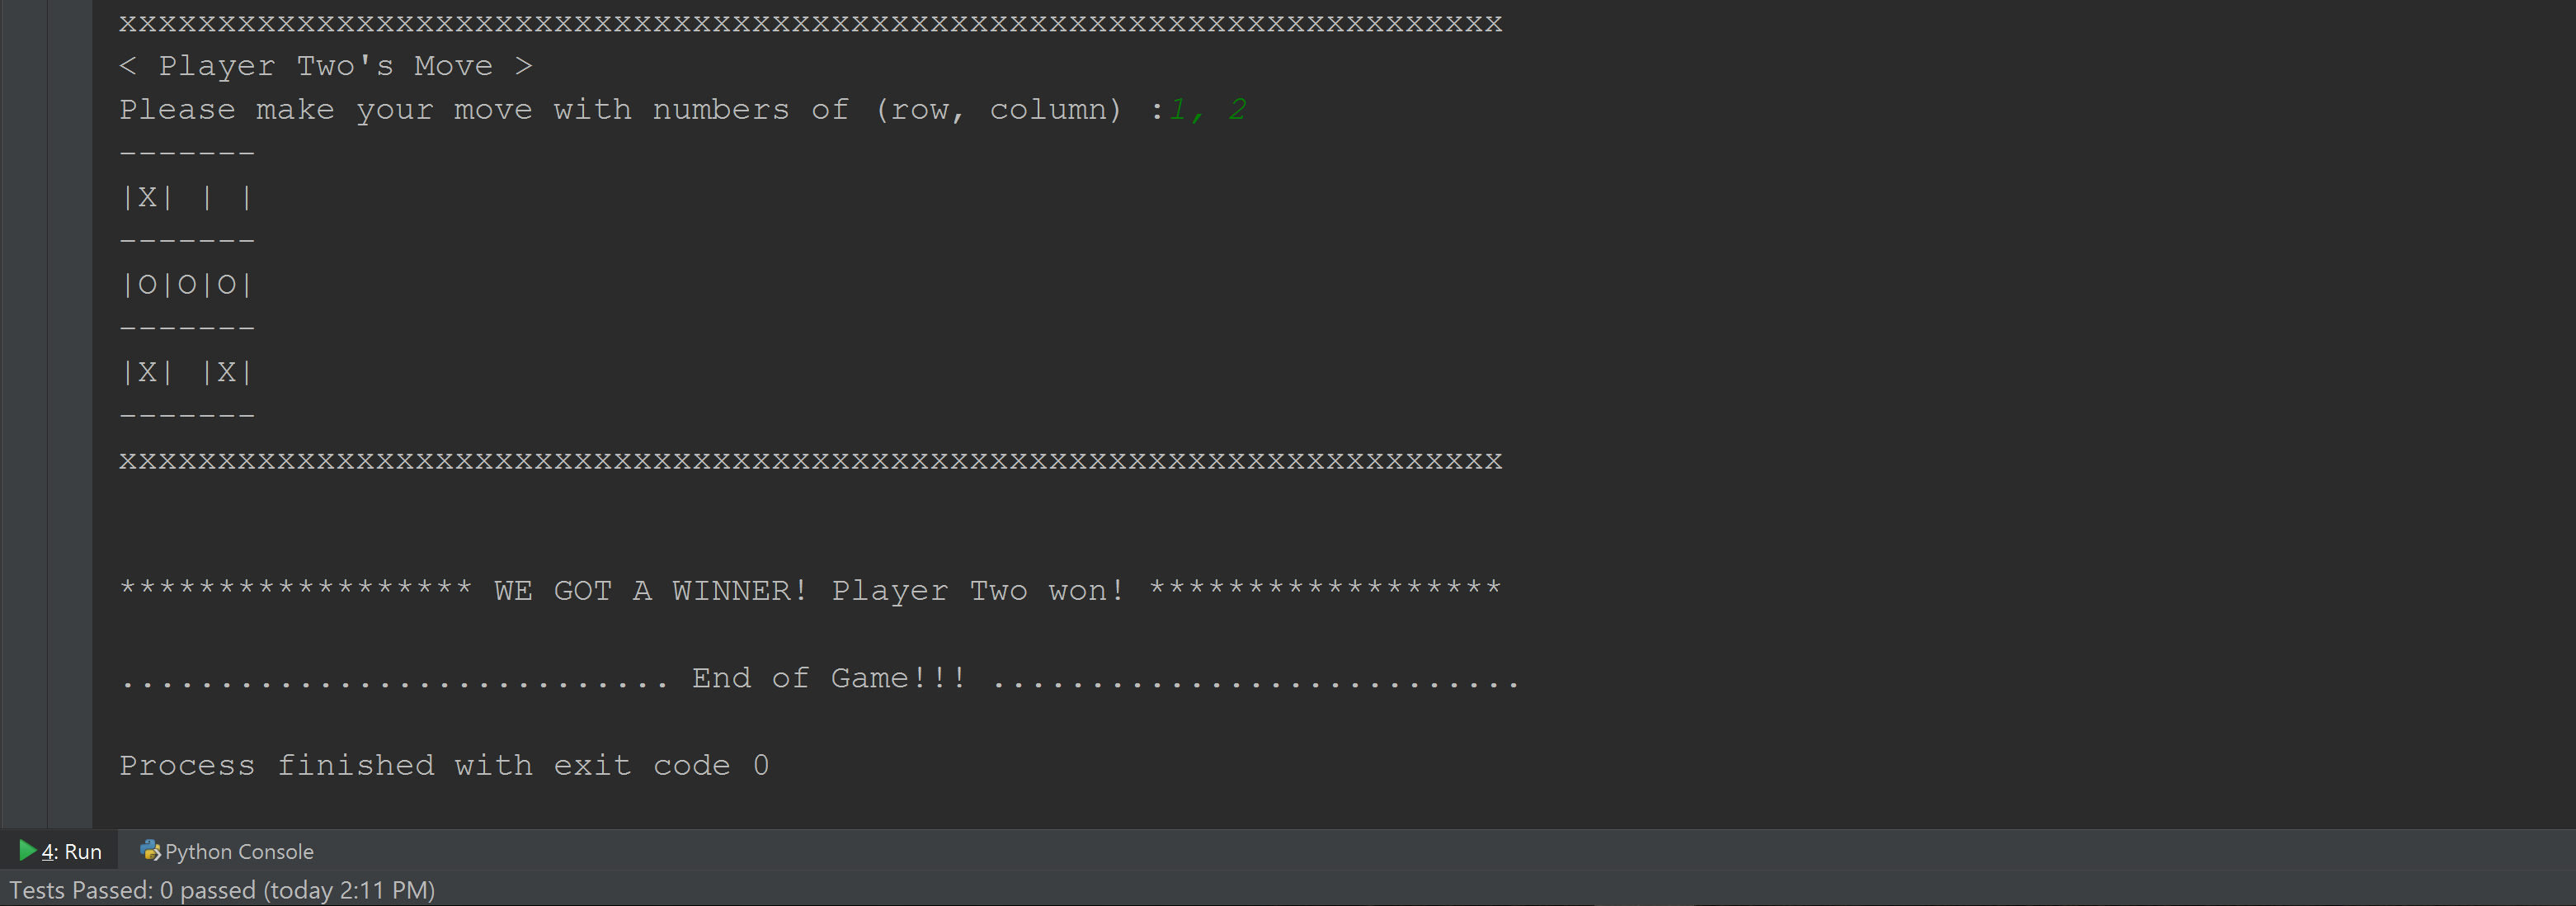 xxxxxxxxxxxxxxxxxxxxxxxxxxxxxxxxxxxxxxxxxxxxxxxxxxxxxxxxxxxxxxxxxxxxxx
< Player Two's Move >
Please make your move with numbers of (row, column) :1, 2
-------
|X| | |
-------
|O|O|O|
-------
|X| |X|
-------
xxxxxxxxxxxxxxxxxxxxxxxxxxxxxxxxxxxxxxxxxxxxxxxxxxxxxxxxxxxxxxxxxxxxxx
****************** WE GOT A WINNER! Player Two won! ******************
............................ End of Game!!! ...........................
Process finished with exit code 0
4: Run Python Console
Tests Passed: 0 passed (today 2:11 PM)